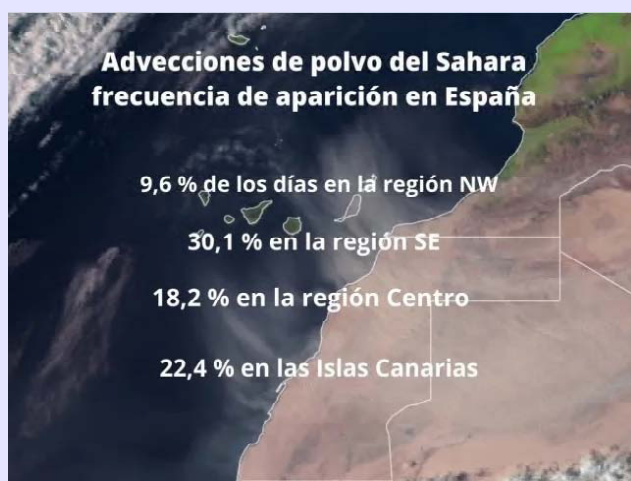 Advecciones de polvo del Sahara
frecuencia de aparición en España
9,6 % de los días en la región NW
30,1 % en la región SE
18,2 % en la región Centro
22,4 % en las Islas Canarias